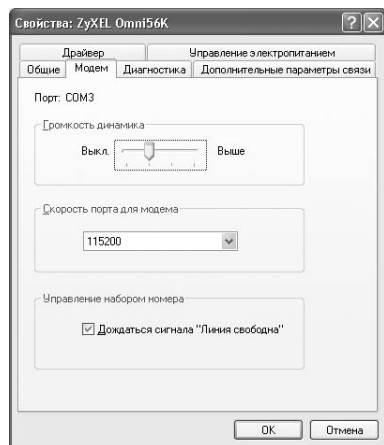 Свойства: ZyXEL Omni56K
Драйвер Управление электропитанием
Общие Модем Диагностика Дополнительные параметры связи
Порт: COM3
Громкость динамика
Выкл. Выше
Скорость порта для модема
115200
Управление набором номера
Дождаться сигнала "Линия свободна"
OK Отмена